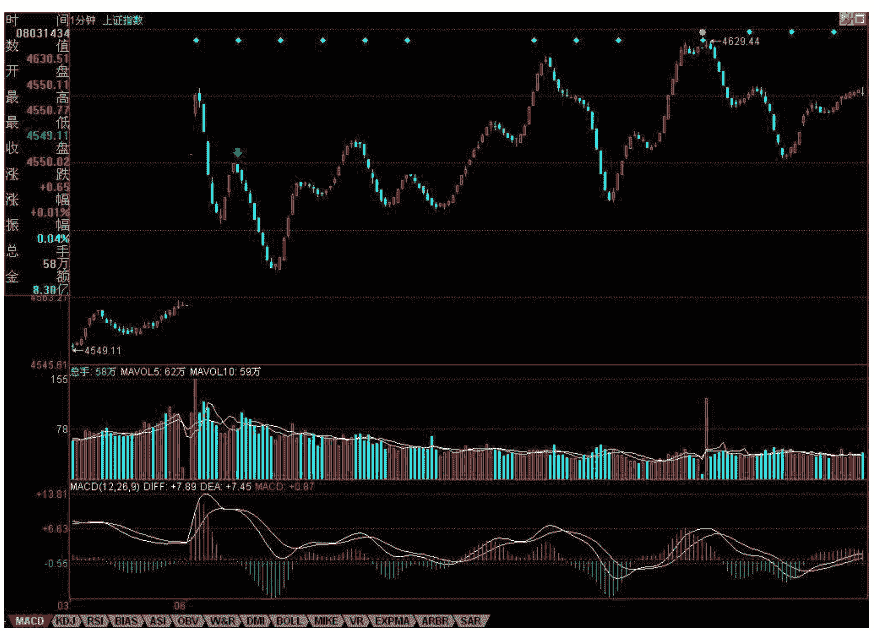 时 间 1分钟 上证指数
08031434
数 值
4630.51
开 盘
4550.11
最 高
4550.77
最 低
4549.11
收 盘
4550.02
涨 跌
+0.65
涨 幅
+0.01%
振 幅
0.04%
总 手
58万
金 额
8.30亿
4629.44
4549.11
总手: 58万 MAVOL5: 62万 MAVOL10: 59万
155
78
MACD(12,26,9) DIFF: +7.89 DEA: +7.45 MACD: +0.87
+13.81
+6.63
-0.56
03 06
MACD KDJ RSI BIAS ASI OBV W&R DMI BOLL MIKE VR EXPMA ARBR SAR